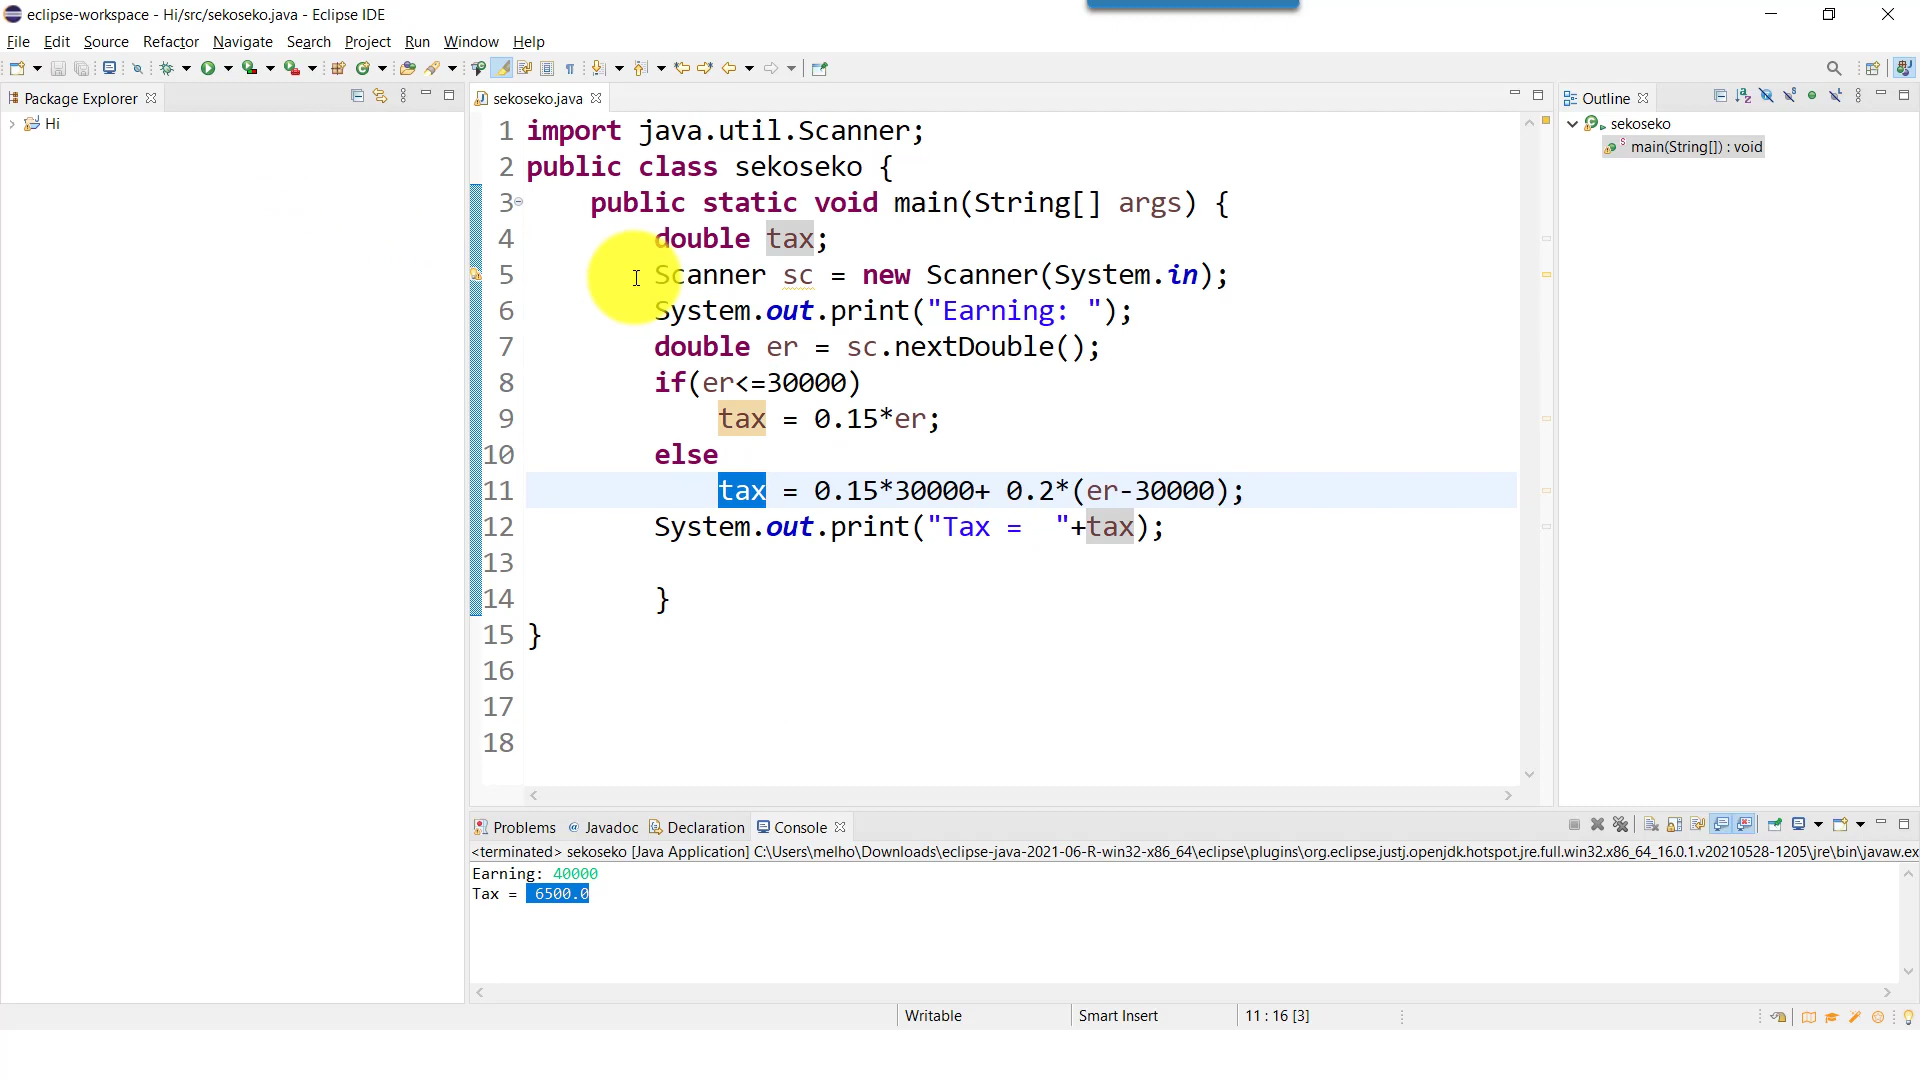 eclipse-workspace - Hi/src/sekoseko.java - Eclipse IDE
File Edit Source Refactor Navigate Search Project Run Window Help
Package Explorer
Hi
sekoseko.java
1 import java.util.Scanner;
2 public class sekoseko {
3 public static void main(String[] args) {
4 double tax;
5 Scanner sc = new Scanner(System.in);
6 System.out.print("Earning: ");
7 double er = sc.nextDouble();
8 if(er<=30000)
9 tax = 0.15*er;
10 else
11 tax = 0.15*30000+ 0.2*(er-30000);
12 System.out.print("Tax =  "+tax);
13
14 }
15 }
16
17
18
Outline
sekoseko
main(String[]) : void
Problems Javadoc Declaration Console
<terminated> sekoseko [Java Application] C:\Users\melho\Downloads\eclipse-java-2021-06-R-win32-x86_64\eclipse\plugins\org.eclipse.justj.openjdk.hotspot.jre.full.win32.x86_64_16.0.1.v20210528-1205\jre\bin\javaw.ex
Earning: 40000
Tax =  6500.0
Writable Smart Insert 11 : 16 [3]